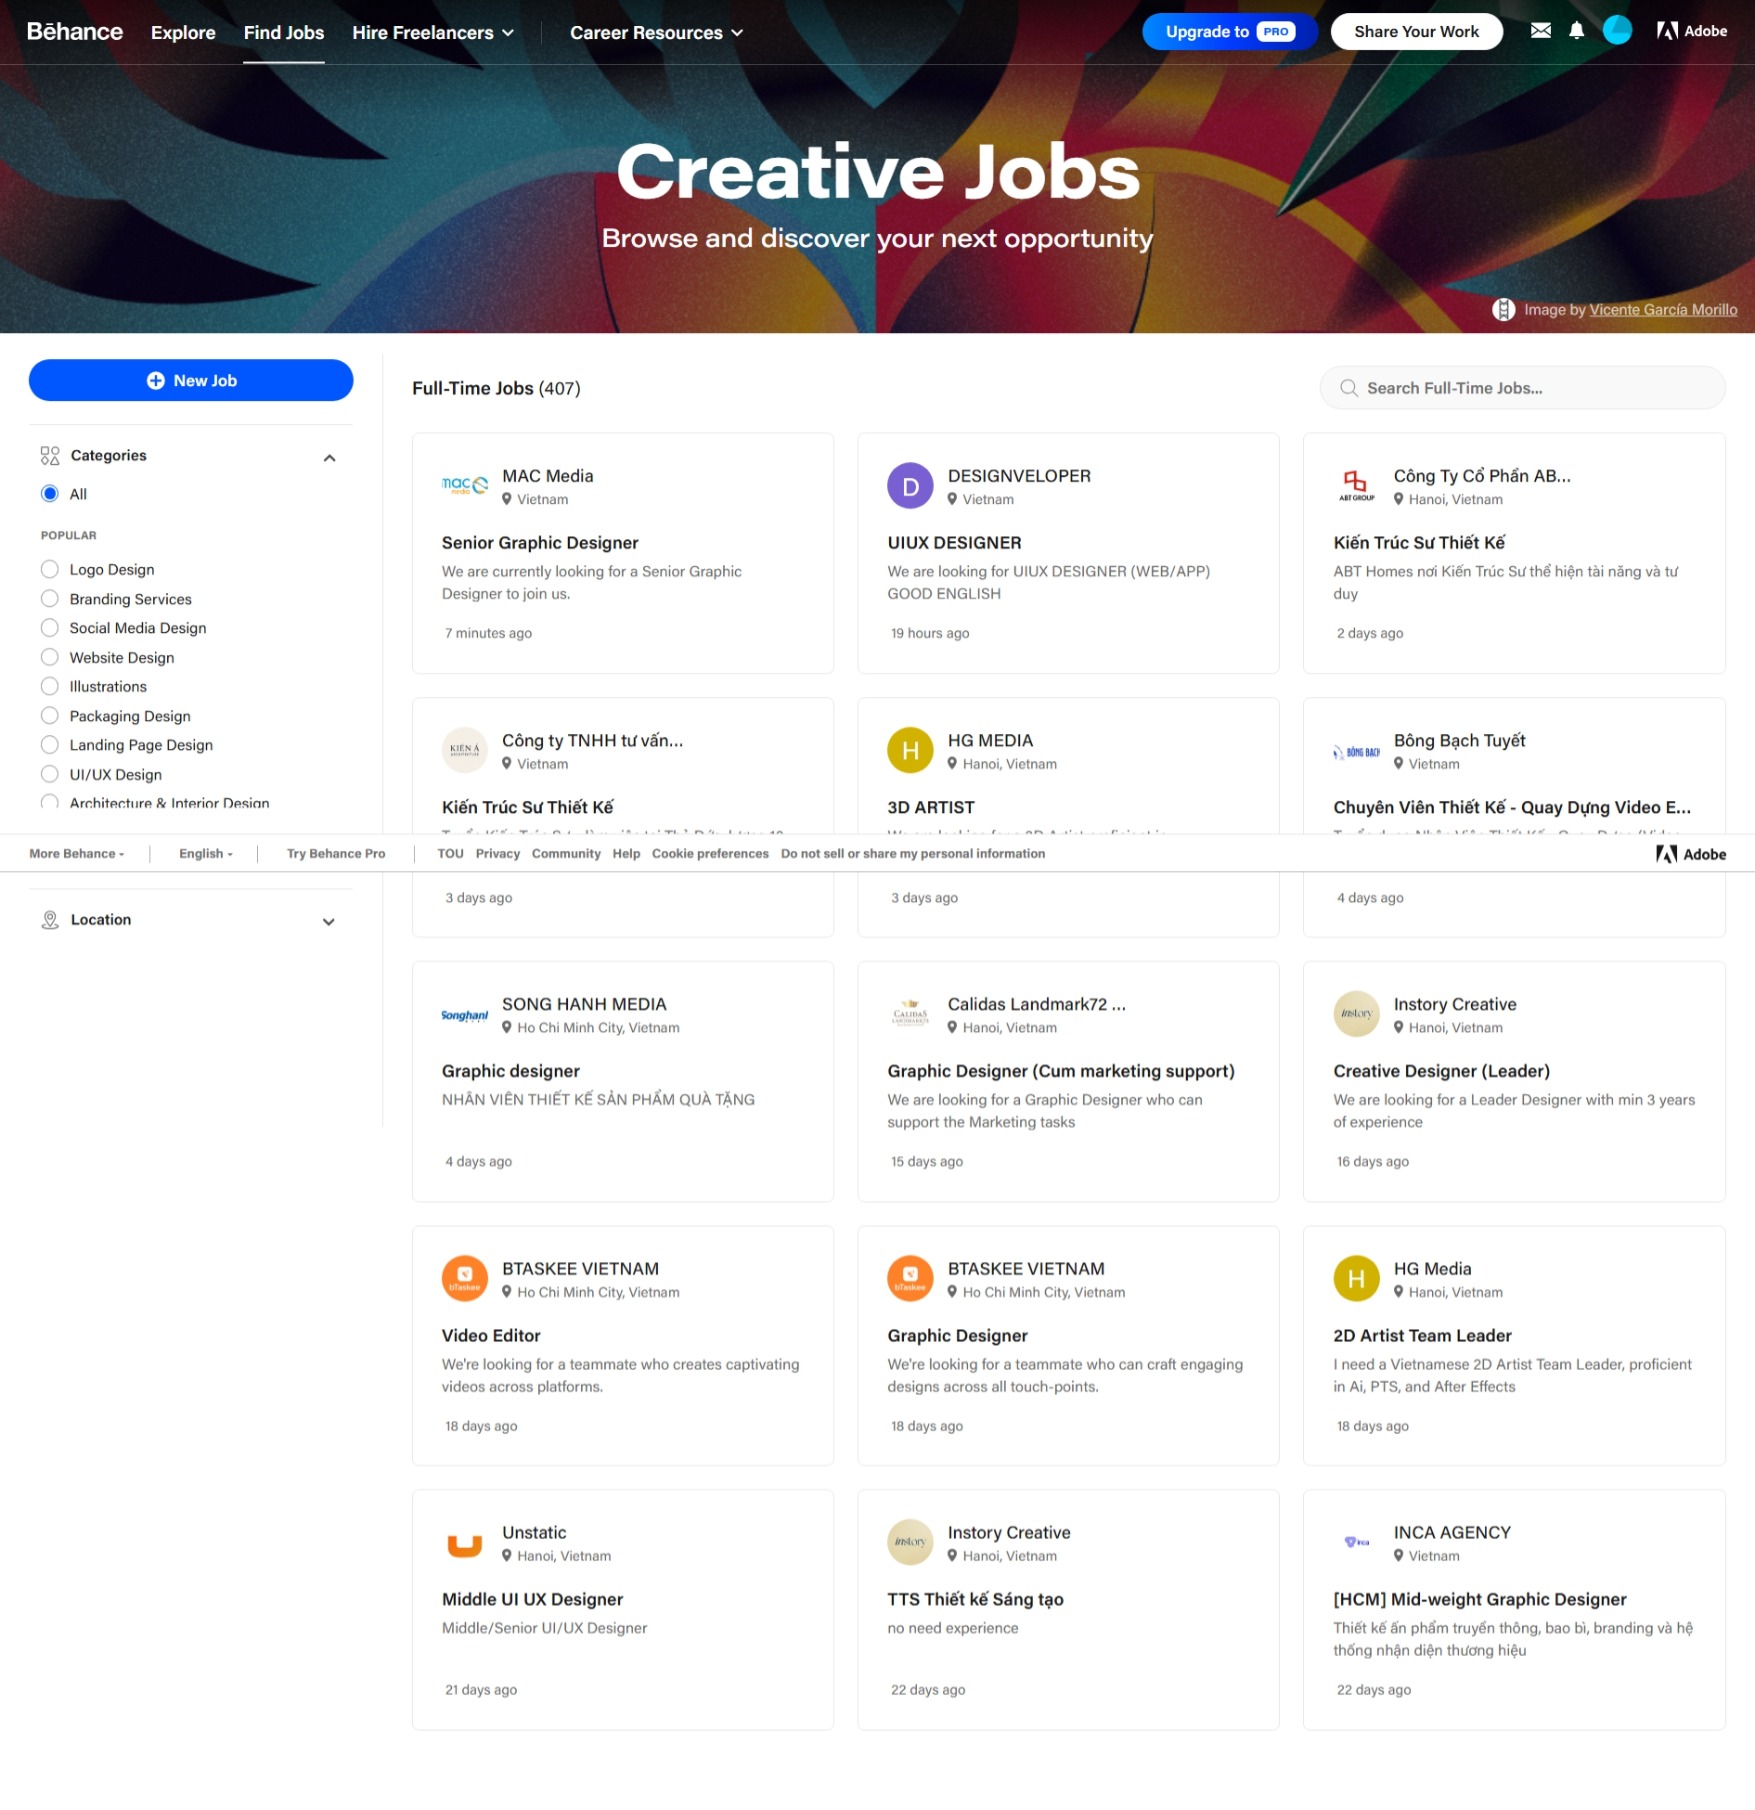 Bēhance Explore Find Jobs Hire Freelancers Career Resources Upgrade to PRO Share Your Work Adobe
Creative Jobs
Browse and discover your next opportunity
Image by Vicente García Morillo
New Job
Categories
All
POPULAR
Logo Design
Branding Services
Social Media Design
Website Design
Illustrations
Packaging Design
Landing Page Design
UI/UX Design
Architecture & Interior Design
Location
Full-Time Jobs (407)
Search Full-Time Jobs...
mac media
MAC Media
Vietnam
Senior Graphic Designer
We are currently looking for a Senior Graphic
Designer to join us.
7 minutes ago
D
DESIGNVELOPER
Vietnam
UIUX DESIGNER
We are looking for UIUX DESIGNER (WEB/APP)
GOOD ENGLISH
19 hours ago
ABT GROUP
Công Ty Cổ Phần AB...
Hanoi, Vietnam
Kiến Trúc Sư Thiết Kế
ABT Homes nơi Kiến Trúc Sư thể hiện tài năng và tư
duy
2 days ago
KIẾN Á
Công ty TNHH tư vấn...
Vietnam
Kiến Trúc Sư Thiết Kế
3 days ago
H
HG MEDIA
Hanoi, Vietnam
3D ARTIST
3 days ago
BÔNG BẠCH
Bông Bạch Tuyết
Vietnam
Chuyên Viên Thiết Kế - Quay Dựng Video E...
4 days ago
More Behance English Try Behance Pro TOU Privacy Community Help Cookie preferences Do not sell or share my personal information Adobe
Songhanh
SONG HANH MEDIA
Ho Chi Minh City, Vietnam
Graphic designer
NHÂN VIÊN THIẾT KẾ SẢN PHẨM QUÀ TẶNG
4 days ago
CALIDAS
LANDMARK72
Calidas Landmark72 ...
Hanoi, Vietnam
Graphic Designer (Cum marketing support)
We are looking for a Graphic Designer who can
support the Marketing tasks
15 days ago
instory
Instory Creative
Hanoi, Vietnam
Creative Designer (Leader)
We are looking for a Leader Designer with min 3 years
of experience
16 days ago
bTaskee
BTASKEE VIETNAM
Ho Chi Minh City, Vietnam
Video Editor
We're looking for a teammate who creates captivating
videos across platforms.
18 days ago
bTaskee
BTASKEE VIETNAM
Ho Chi Minh City, Vietnam
Graphic Designer
We're looking for a teammate who can craft engaging
designs across all touch-points.
18 days ago
H
HG Media
Hanoi, Vietnam
2D Artist Team Leader
I need a Vietnamese 2D Artist Team Leader, proficient
in Ai, PTS, and After Effects
18 days ago
Unstatic
Hanoi, Vietnam
Middle UI UX Designer
Middle/Senior UI/UX Designer
21 days ago
instory
Instory Creative
Hanoi, Vietnam
TTS Thiết kế Sáng tạo
no need experience
22 days ago
inca
INCA AGENCY
Vietnam
[HCM] Mid-weight Graphic Designer
Thiết kế ấn phẩm truyền thông, bao bì, branding và hệ
thống nhận diện thương hiệu
22 days ago